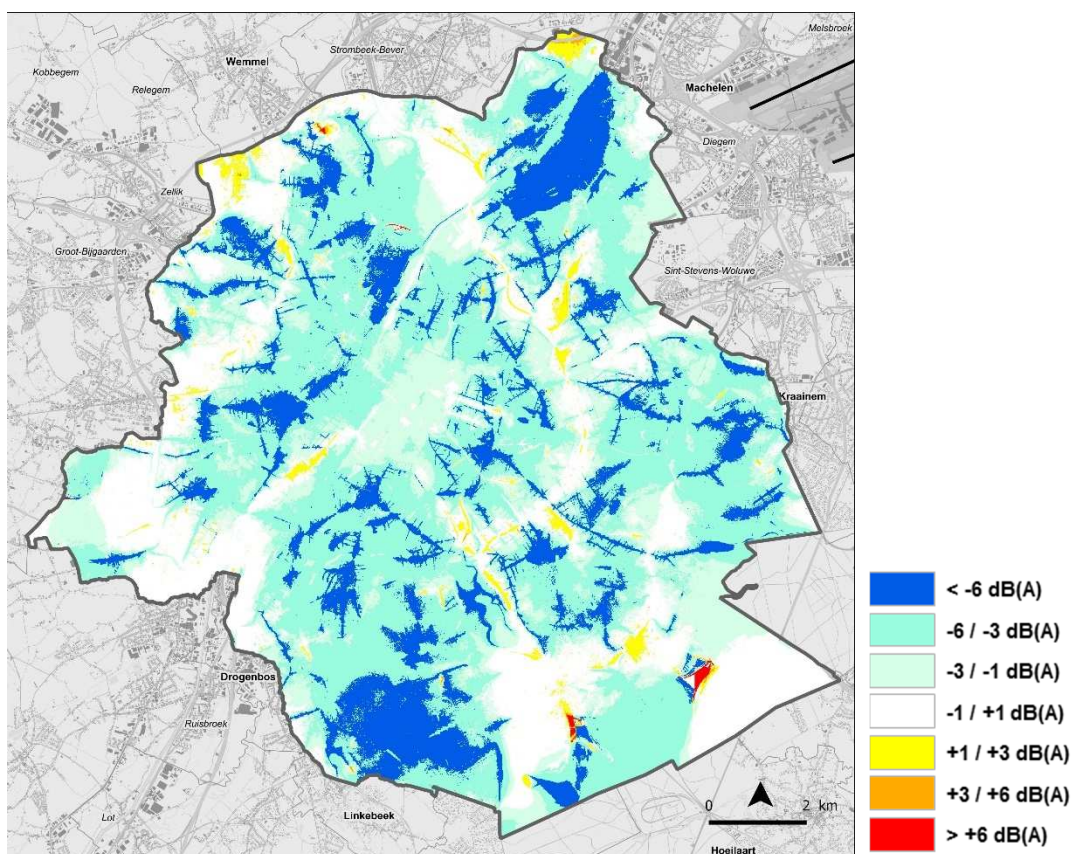 Melsbroek
Strombeek-Bever
Wemmel
Kobbegem
Relegem
Machelen
Diegem
Zellik
Groot-Bijgaarden
Sint-Stevens-Woluwe
Kraainem
Drogenbos
Ruisbroek
Lot
Linkebeek
Hoeilaart
0 2 km
< -6 dB(A)
-6 / -3 dB(A)
-3 / -1 dB(A)
-1 / +1 dB(A)
+1 / +3 dB(A)
+3 / +6 dB(A)
> +6 dB(A)